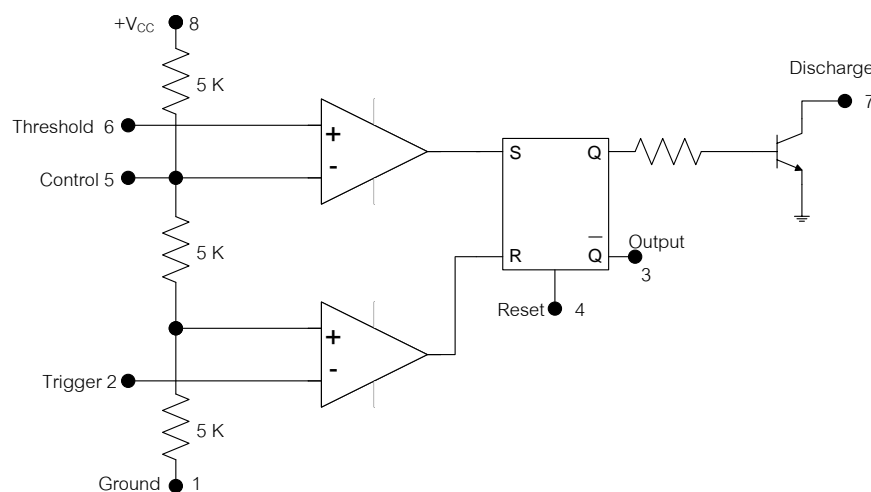 +VCC 8
5 K
Discharge
7
Threshold 6
+
-
S Q
Control 5
5 K
R Q
Output
3
Reset 4
+
-
Trigger 2
5 K
Ground 1